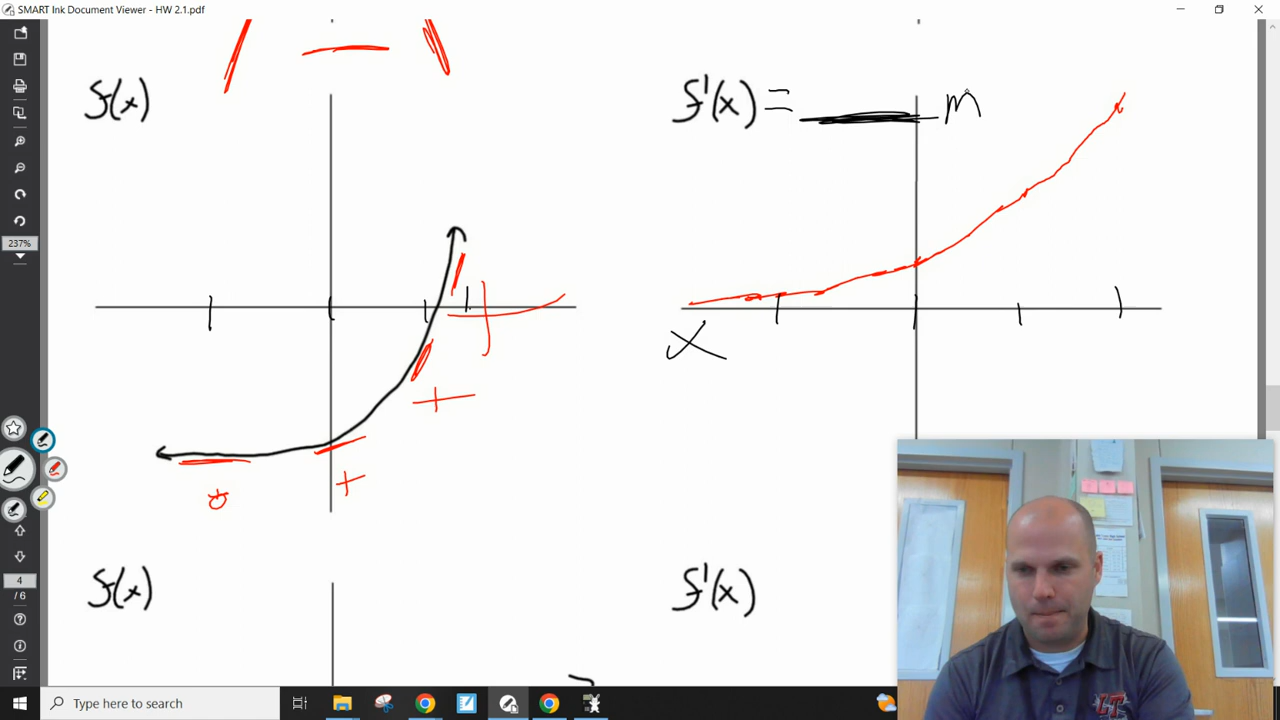 SMART Ink Document Viewer - HW 2.1.pdf
f(x)
f'(x) = m
x
+
+
+
0
237%
f(x)
f'(x)
4
/ 6
Type here to search